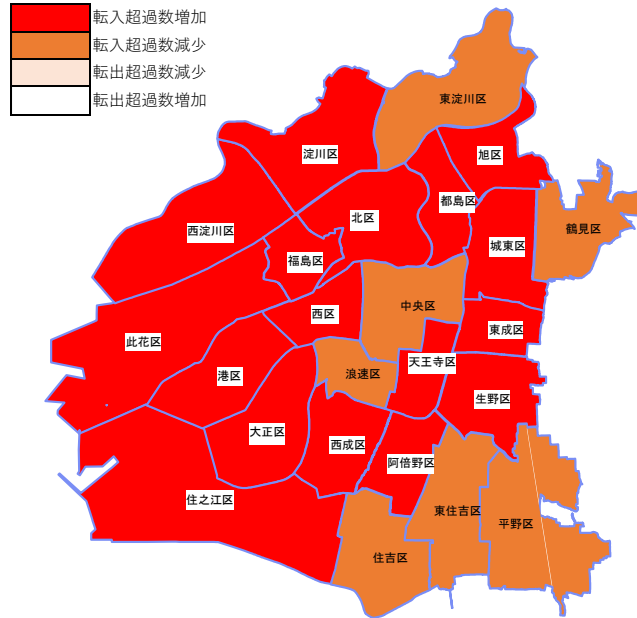 転入超過数増加
転入超過数減少
転出超過数減少
転出超過数増加
東淀川区
淀川区
旭区
都島区
北区
西淀川区
鶴見区
城東区
福島区
中央区
西区
東成区
此花区
天王寺区
浪速区
港区
生野区
大正区
西成区
阿倍野区
住之江区
東住吉区
平野区
住吉区